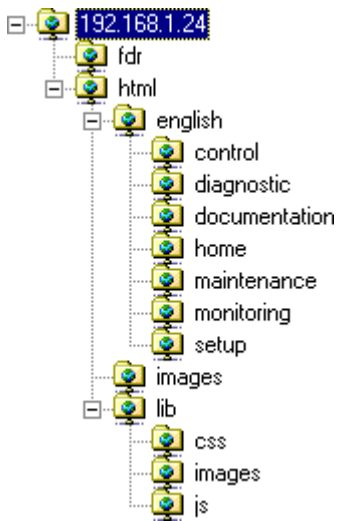 192.168.1.24
fdr
html
english
control
diagnostic
documentation
home
maintenance
monitoring
setup
images
lib
css
images
js